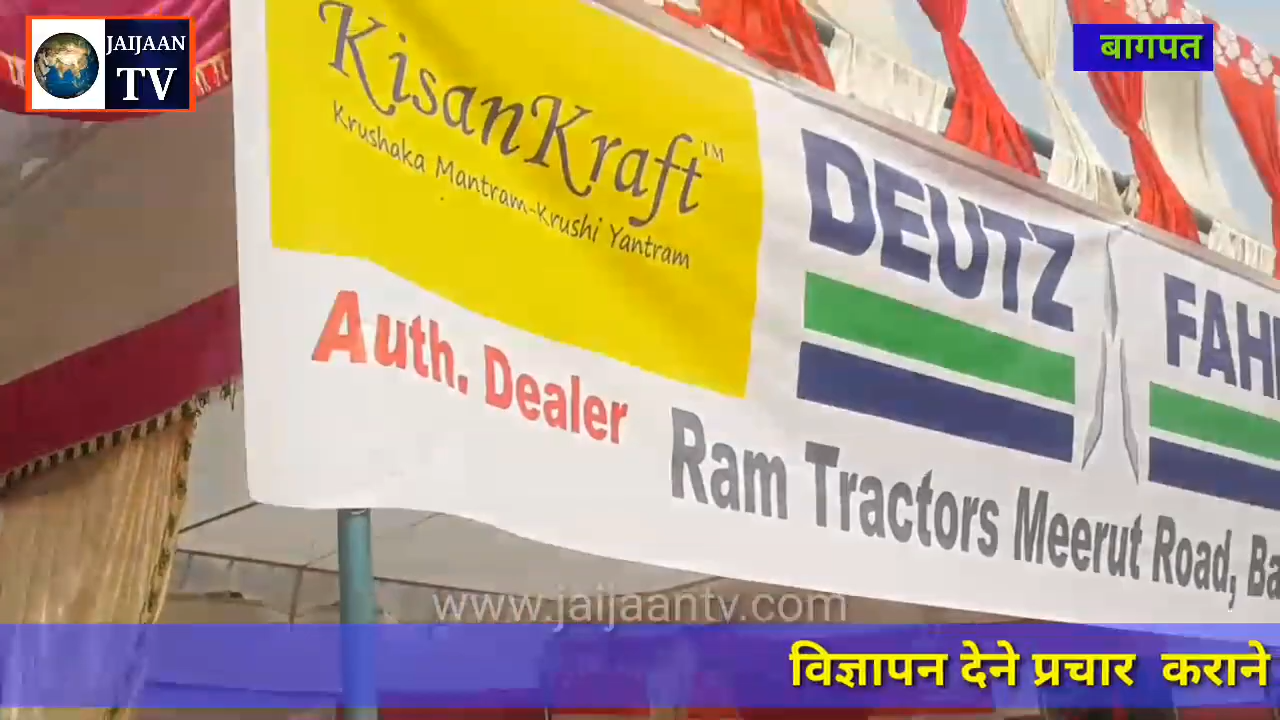 JAIJAAN
TV
बागपत
KisanKraft™
Krushaka Mantram-Krushi Yantram
DEUTZ
FAH
Auth. Dealer
Ram Tractors Meerut Road, Ba
www.jaijaantv.com
विज्ञापन देने प्रचार कराने